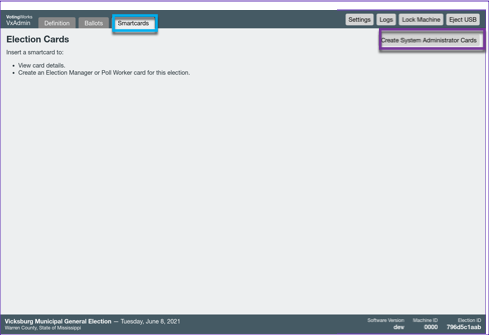 VotingWorks
VxAdmin
Definition
Ballots
Smartcards
Settings
Logs
Lock Machine
Eject USB
Election Cards
Create System Administrator Cards
Insert a smartcard to:
• View card details.
• Create an Election Manager or Poll Worker card for this election.
Vicksburg Municipal General Election — Tuesday, June 8, 2021
Warren County, State of Mississippi
Software Version
dev
Machine ID
0000
Election ID
796d5c1aab